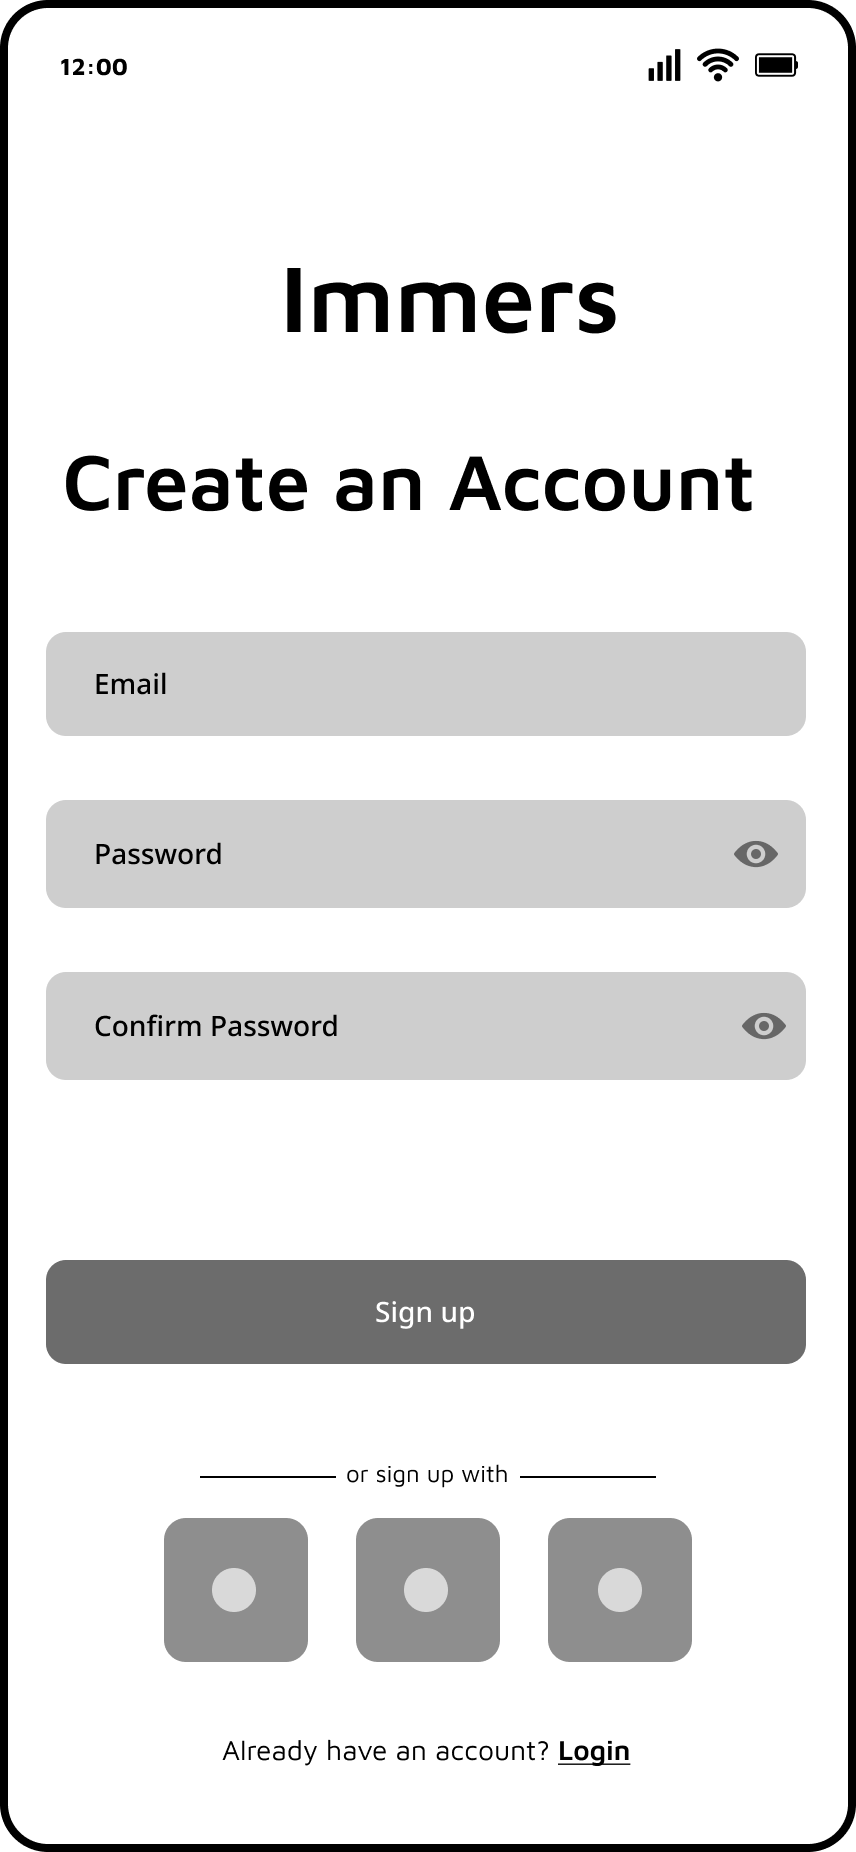 12:00
Immers
Create an Account
Email
Password
Confirm Password
Sign up
or sign up with
Already have an account? Login